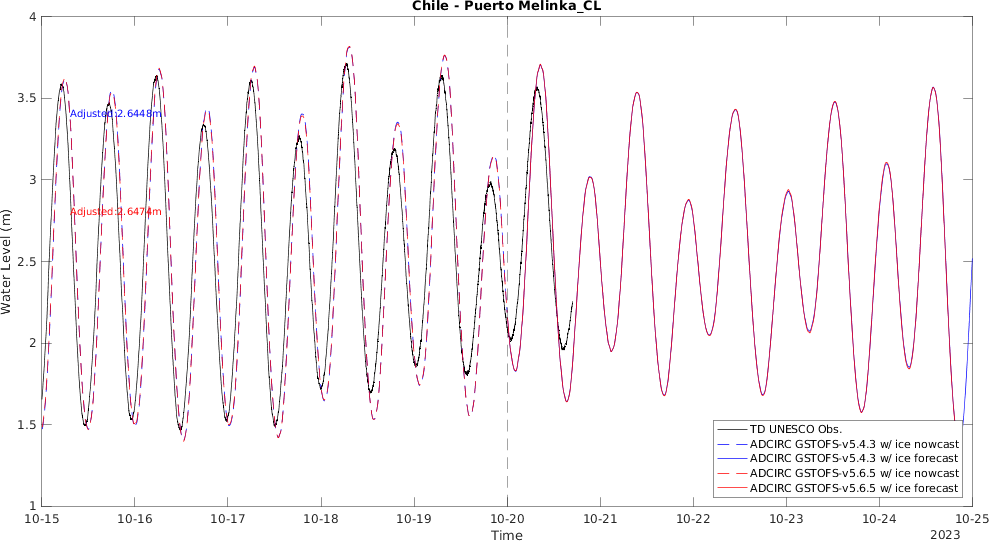 Chile - Puerto Melinka_CL
4
3.5
3
2.5
2
1.5
1
Water Level (m)
Adjusted:2.6448m
Adjusted:2.6474m
TD UNESCO Obs.
ADCIRC GSTOFS-v5.4.3 w/ ice nowcast
ADCIRC GSTOFS-v5.4.3 w/ ice forecast
ADCIRC GSTOFS-v5.6.5 w/ ice nowcast
ADCIRC GSTOFS-v5.6.5 w/ ice forecast
10-15 10-16 10-17 10-18 10-19 10-20 10-21 10-22 10-23 10-24 10-25
Time
2023